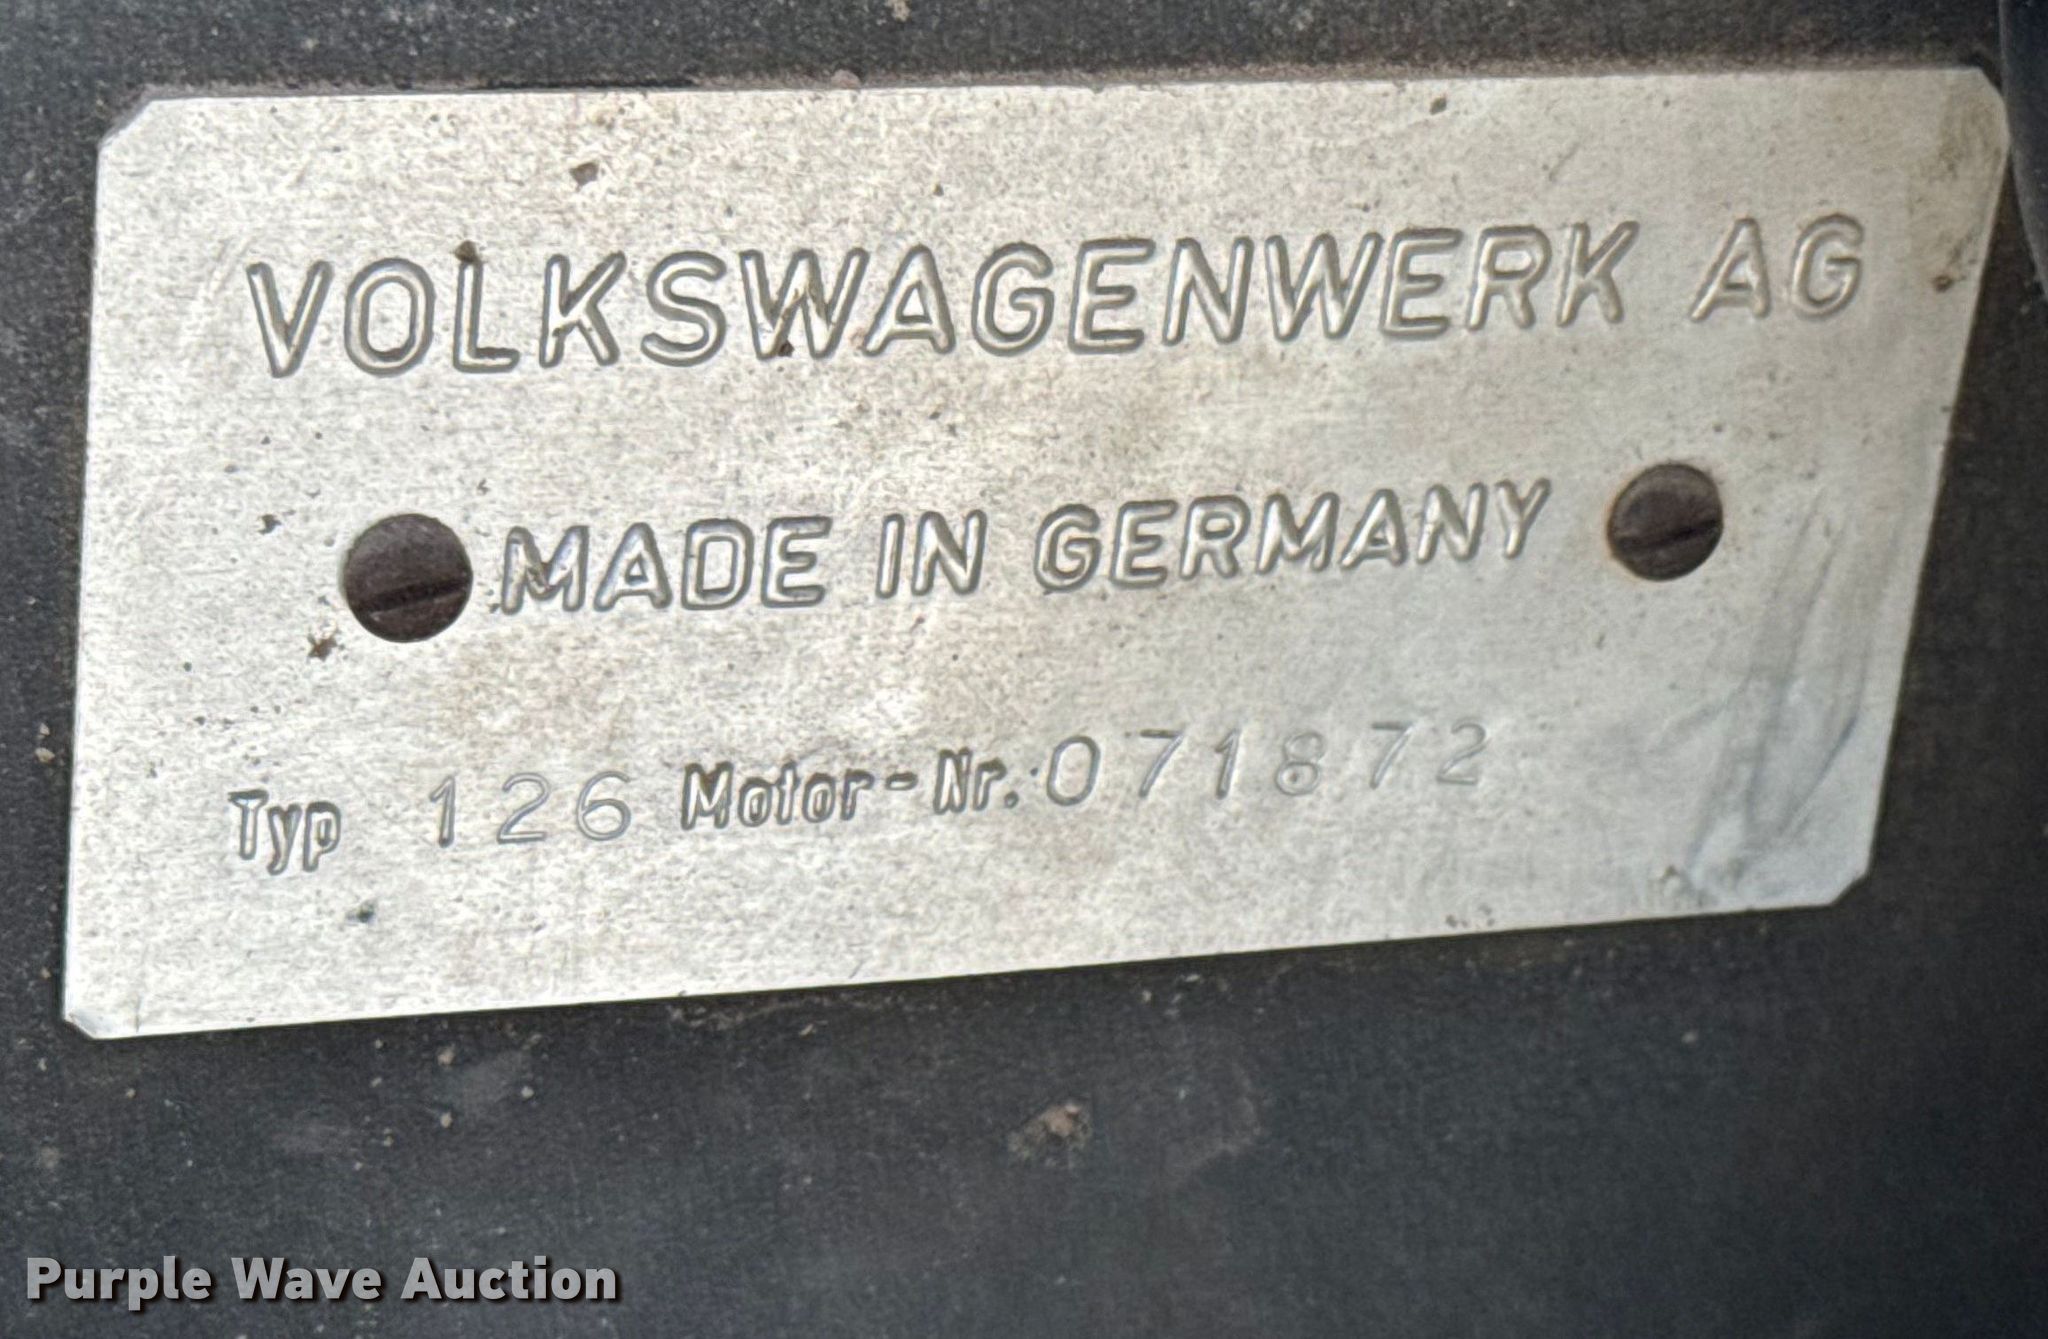 VOLKSWAGENWERK AG
MADE IN GERMANY
Typ 126 Motor-Nr. 071872
Purple Wave Auction